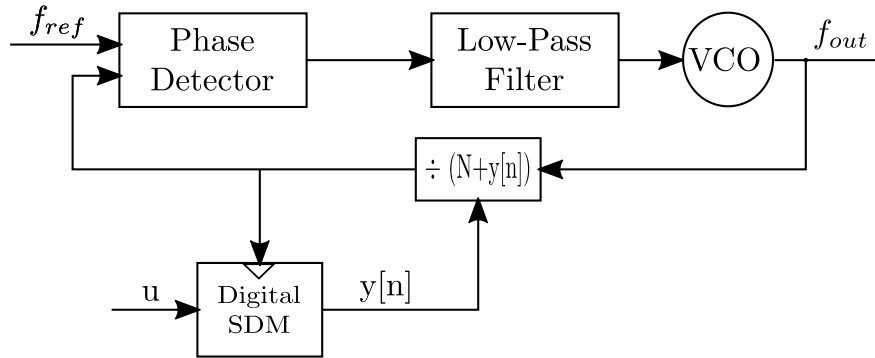 f_ref
Phase
Detector
Low-Pass
Filter
VCO
f_out
÷ (N+y[n])
u
Digital
SDM
y[n]